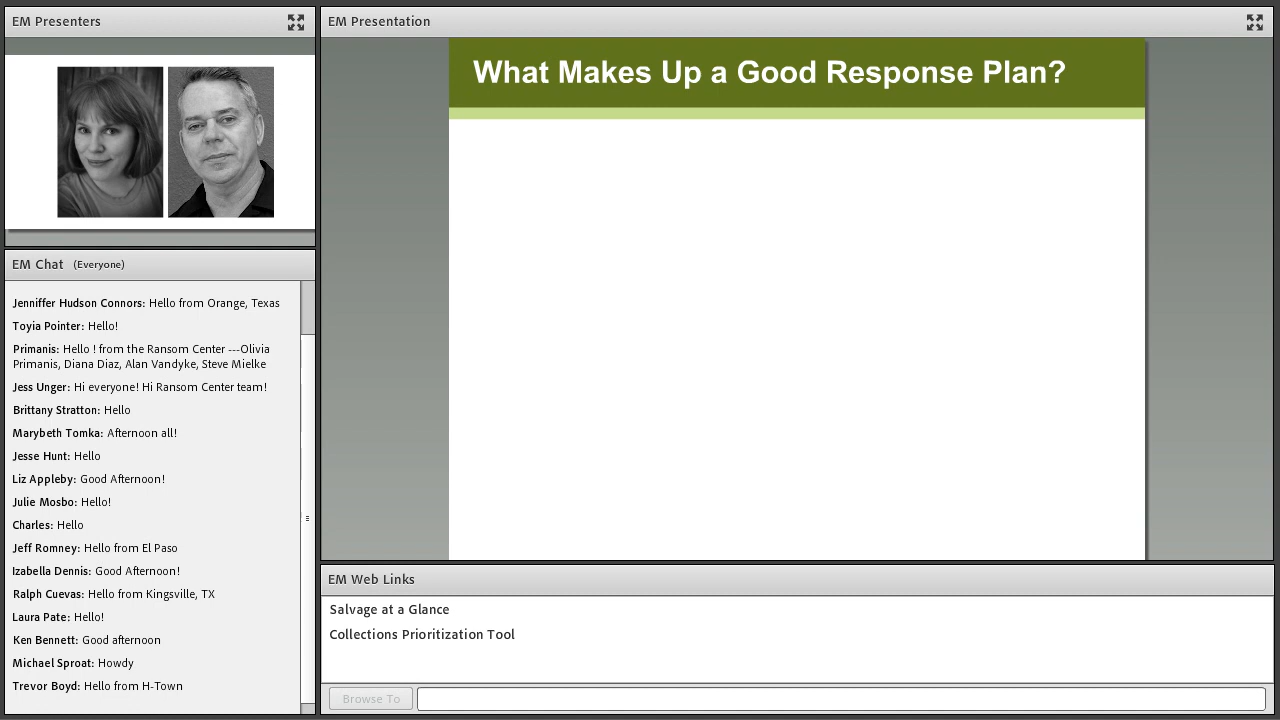 EM Presenters
EM Chat (Everyone)
Jenniffer Hudson Connors: Hello from Orange, Texas
Toyia Pointer: Hello!
Primanis: Hello ! from the Ransom Center ---Olivia
Primanis, Diana Diaz, Alan Vandyke, Steve Mielke
Jess Unger: Hi everyone! Hi Ransom Center team!
Brittany Stratton: Hello
Marybeth Tomka: Afternoon all!
Jesse Hunt: Hello
Liz Appleby: Good Afternoon!
Julie Mosbo: Hello!
Charles: Hello
Jeff Romney: Hello from El Paso
Izabella Dennis: Good Afternoon!
Ralph Cuevas: Hello from Kingsville, TX
Laura Pate: Hello!
Ken Bennett: Good afternoon
Michael Sproat: Howdy
Trevor Boyd: Hello from H-Town
EM Presentation
What Makes Up a Good Response Plan?
EM Web Links
Salvage at a Glance
Collections Prioritization Tool
Browse To